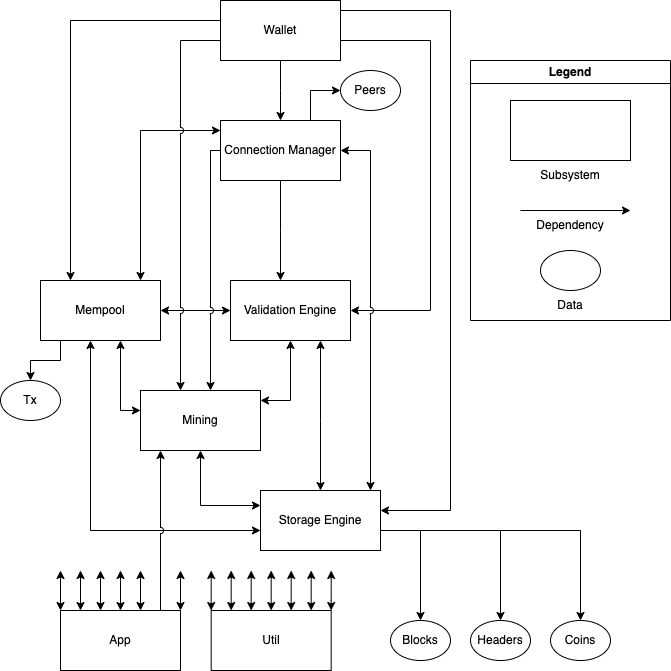 Wallet
Legend
Peers
Connection Manager
Subsystem
Dependency
Data
Mempool
Validation Engine
Tx
Mining
Storage Engine
App
Util
Blocks
Headers
Coins